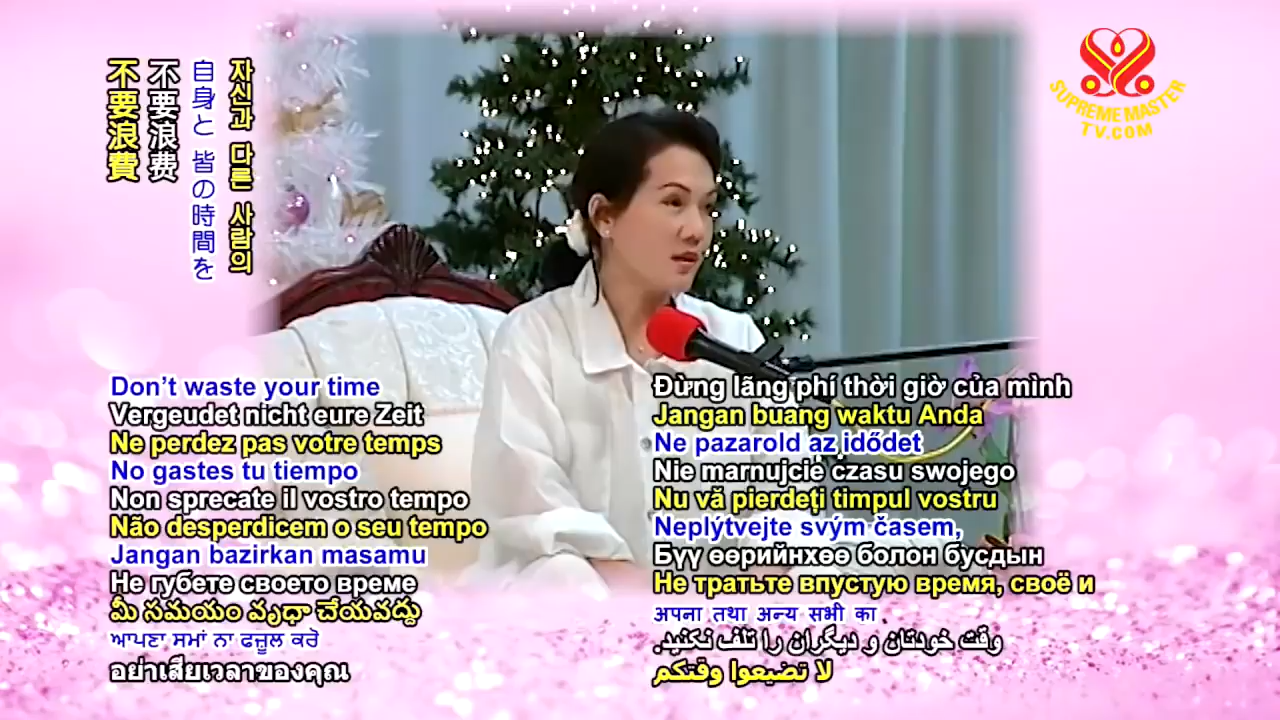 不要浪費
不要浪费
自身と 皆の時間を
자신과 다른 사람의
SUPREME MASTER
TV.COM
Don't waste your time
Vergeudet nicht eure Zeit
Ne perdez pas votre temps
No gastes tu tiempo
Non sprecate il vostro tempo
Não desperdicem o seu tempo
Jangan bazirkan masamu
Не губете своето време
మీ సమయం వృధా చేయవద్దు
ਆਪਣਾ ਸਮਾਂ ਨਾ ਫਜ਼ੂਲ ਕਰੋ
อย่าเสียเวลาของคุณ
Đừng lãng phí thời giờ của mình
Jangan buang waktu Anda
Ne pazarold az idődet
Nie marnujcie czasu swojego
Nu vă pierdeți timpul vostru
Neplýtvejte svým časem,
Бүү өөрийнхөө болон бусдын
Не тратьте впустую время, своё и
अपना तथा अन्य सभी का
وقت خودتان و دیگران را تلف نکنید.
لا تضيعوا وقتكم